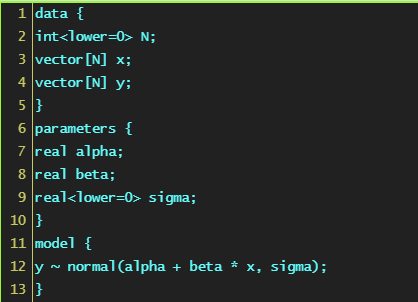 1 data {
2 int<lower=0> N;
3 vector[N] x;
4 vector[N] y;
5 }
6 parameters {
7 real alpha;
8 real beta;
9 real<lower=0> sigma;
10 }
11 model {
12 y ~ normal(alpha + beta * x, sigma);
13 }